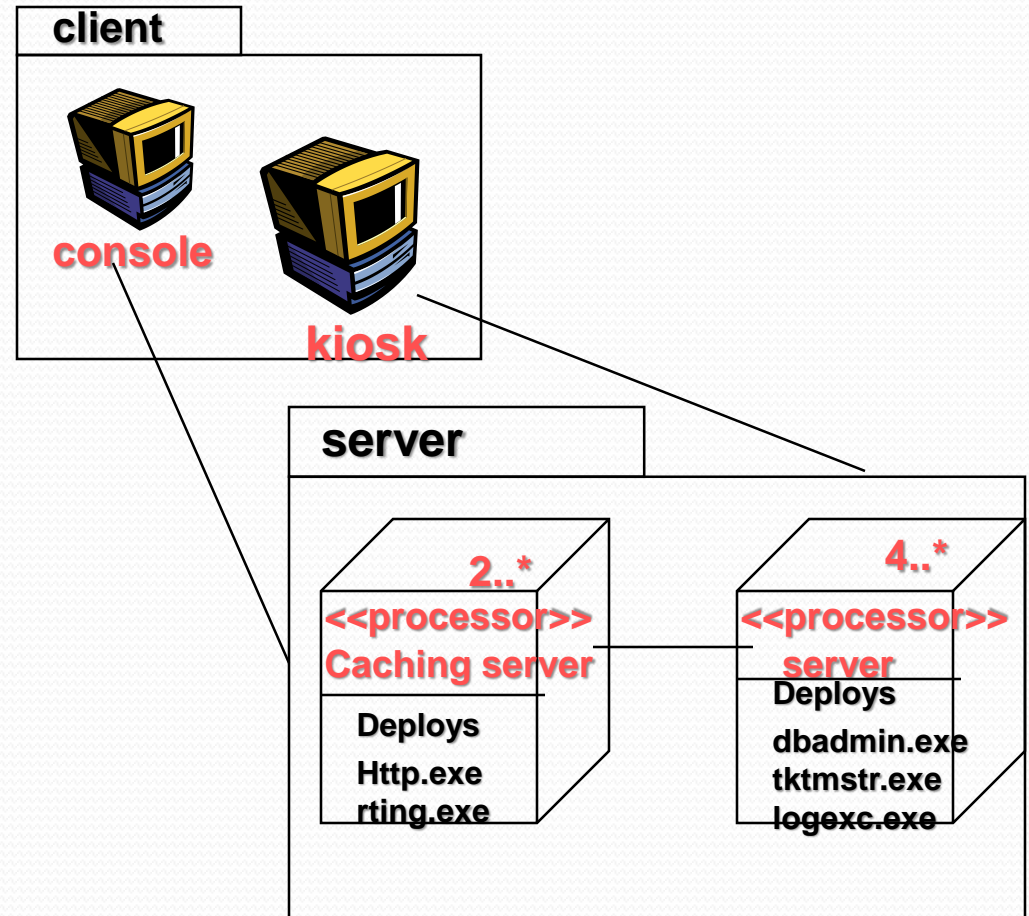 client
console
kiosk
server
2..*
<<processor>>
Caching server
Deploys
Http.exe
rting.exe
4..*
<<processor>>
server
Deploys
dbadmin.exe
tktmstr.exe
logexc.exe